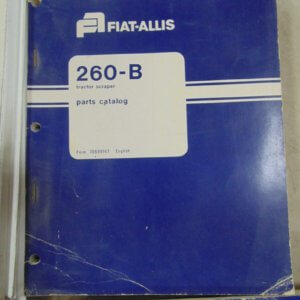 FIAT-ALLIS
260-B
tractor scraper
parts catalog
Form English